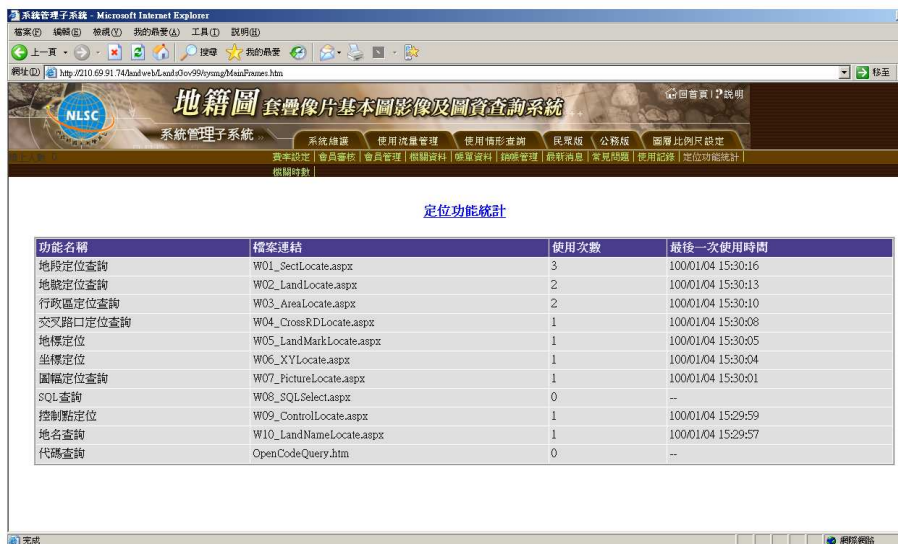 系統管理子系統 - Microsoft Internet Explorer
檔案(F) 編輯(E) 檢視(V) 我的最愛(A) 工具(T) 說明(H)
上一頁 搜尋 我的最愛
網址(D) http://210.69.91.74/landweb/LandsGov99/sysmg/MainFrames.htm 移至
NLSC 地籍圖 套疊像片基本圖影像及圖資查詢系統 回首頁 | ? 說明
系統管理子系統 系統維護 使用流量管理 使用情形查詢 民眾版 公務版 圖層比例尺設定
費率設定 | 會員審核 | 會員管理 | 機關資料 | 帳單資料 | 銷帳管理 | 最新消息 | 常見問題 | 使用記錄 | 定位功能統計 |
機關時數 |
定位功能統計
功能名稱 檔案連結 使用次數 最後一次使用時間
地段定位查詢 W01_SectLocate.aspx 3 100/01/04 15:30:16
地號定位查詢 W02_LandLocate.aspx 2 100/01/04 15:30:13
行政區定位查詢 W03_AreaLocate.aspx 2 100/01/04 15:30:10
交叉路口定位查詢 W04_CrossRDLocate.aspx 1 100/01/04 15:30:08
地標定位 W05_LandMarkLocate.aspx 1 100/01/04 15:30:05
坐標定位 W06_XYLocate.aspx 1 100/01/04 15:30:04
圖幅定位查詢 W07_PictureLocate.aspx 1 100/01/04 15:30:01
SQL查詢 W08_SQLSelect.aspx 0 --
控制點定位 W09_ControlLocate.aspx 1 100/01/04 15:29:59
地名查詢 W10_LandNameLocate.aspx 1 100/01/04 15:29:57
代碼查詢 OpenCodeQuery.htm 0 --
完成 網際網路